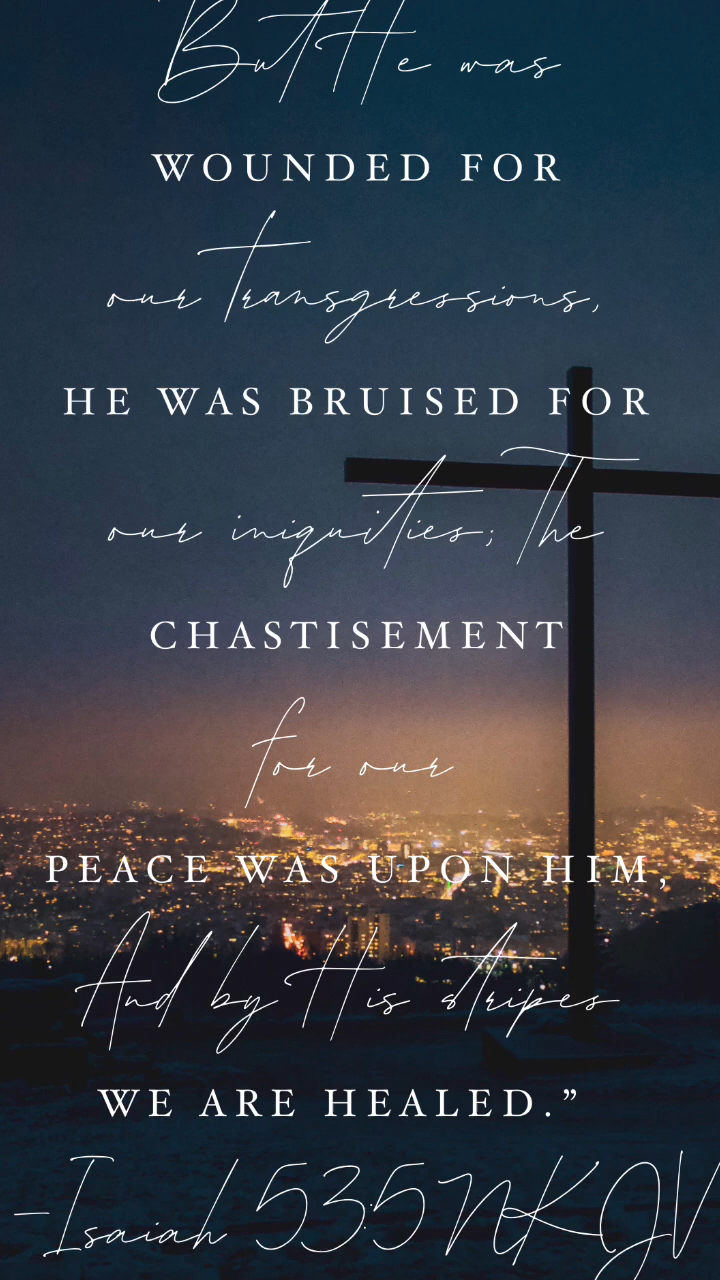 But He was
WOUNDED FOR
our transgressions,
HE WAS BRUISED FOR
our iniquities; The
CHASTISEMENT
for our
PEACE WAS UPON HIM,
And by His stripes
WE ARE HEALED.”
-Isaiah 53:5 NKJV